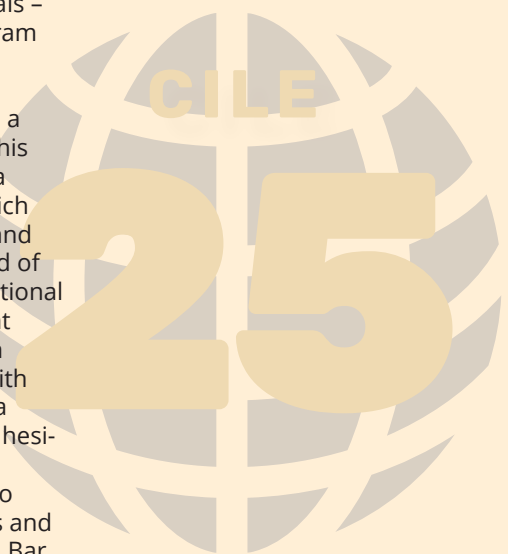 als –
ram
a
his
a
ich
and
d of
tional
t
ith
a
hesi-
o
s and
Bar
CILE
25